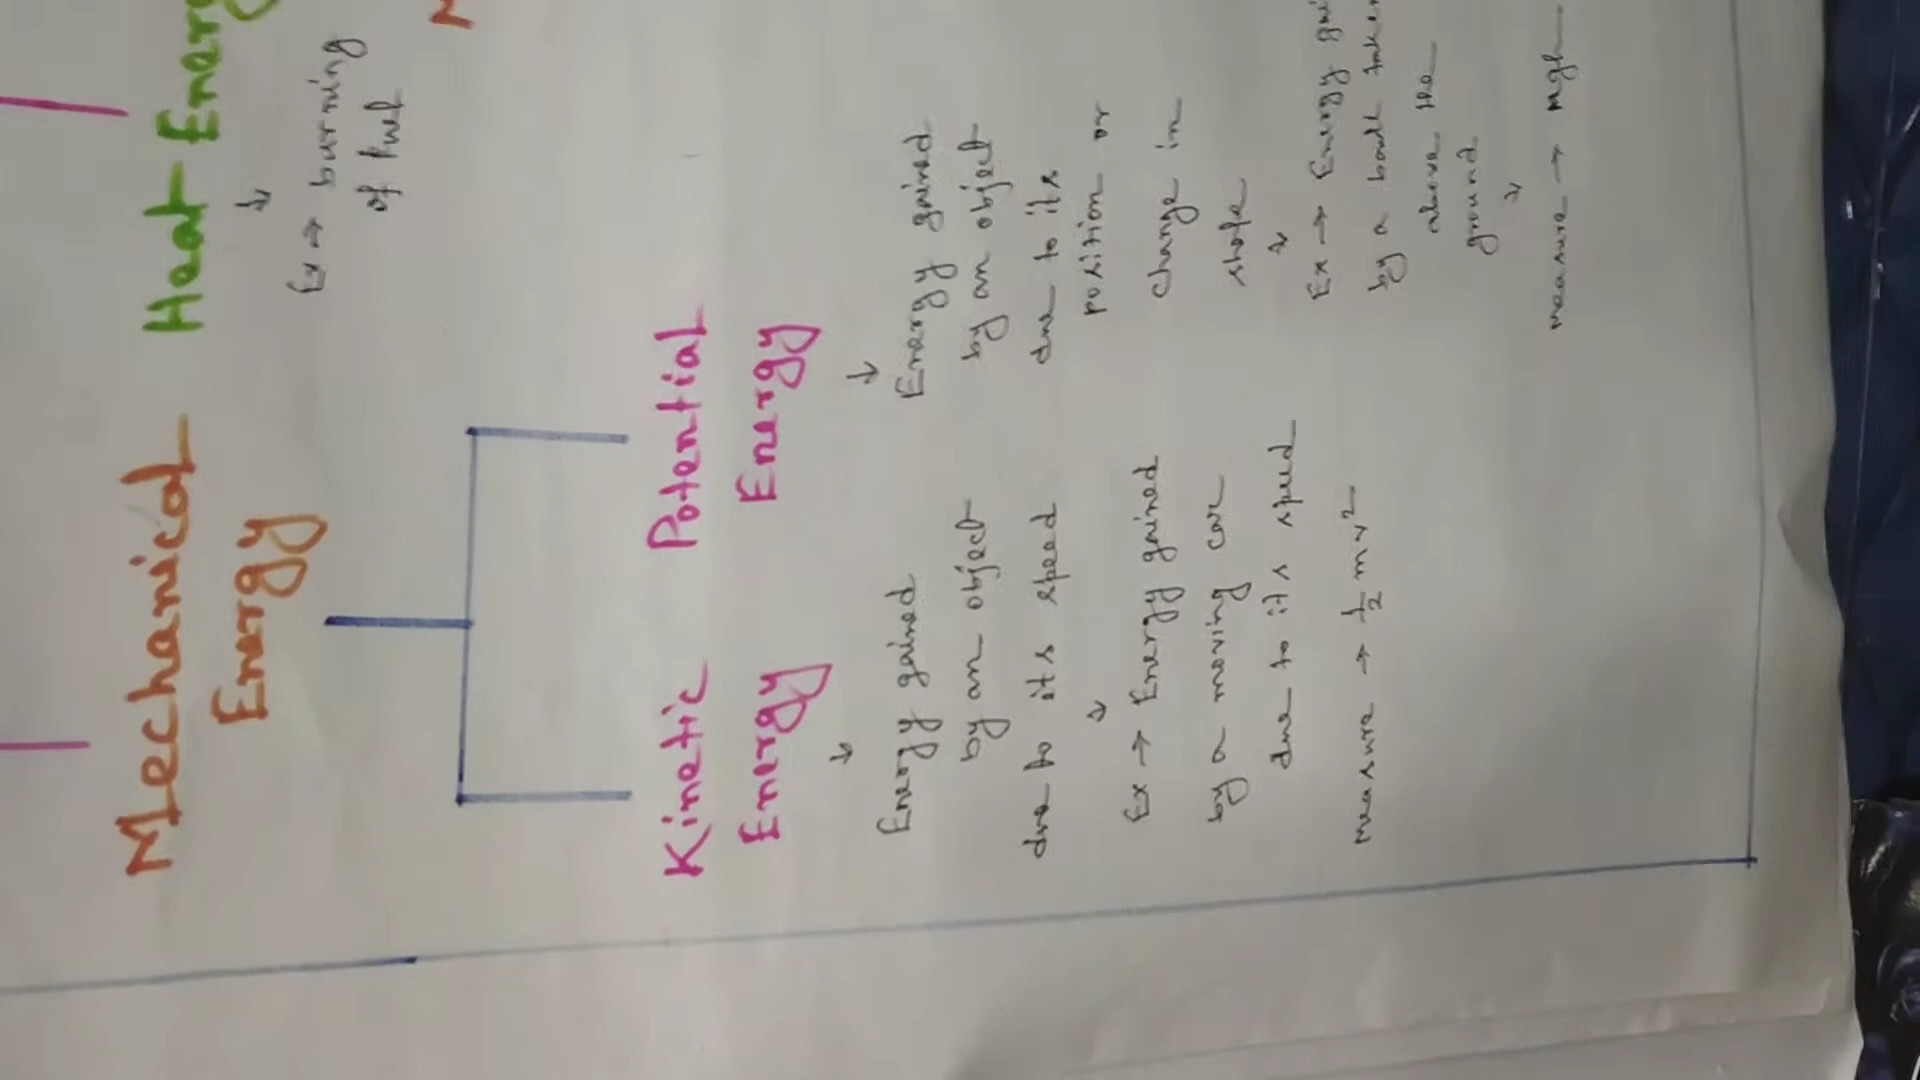 Mechanical
Energy
Kinetic
Energy
Energy gained
by an object
due to its speed
Ex → Energy gained
by a moving car
due to its speed
measure → 1/2 mv²
Potential
Energy
Energy gained
by an object
due to its
position or
change in
shape
Ex → Energy
by a
above the
ground
measure → mgh
Heat
Ex → burning
of fuel